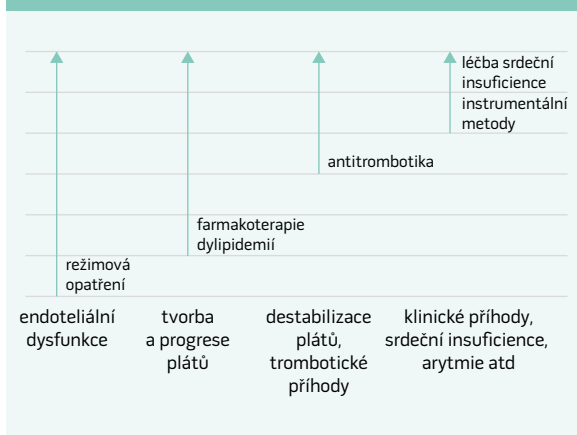 léčba srdeční
insuficience
instrumentální
metody
antitrombotika
farmakoterapie
dylipidemií
režimová
opatření
endoteliální
dysfunkce
tvorba
a progrese
plátů
destabilizace
plátů,
trombotické
příhody
klinické příhody,
srdeční insuficience,
arytmie atd